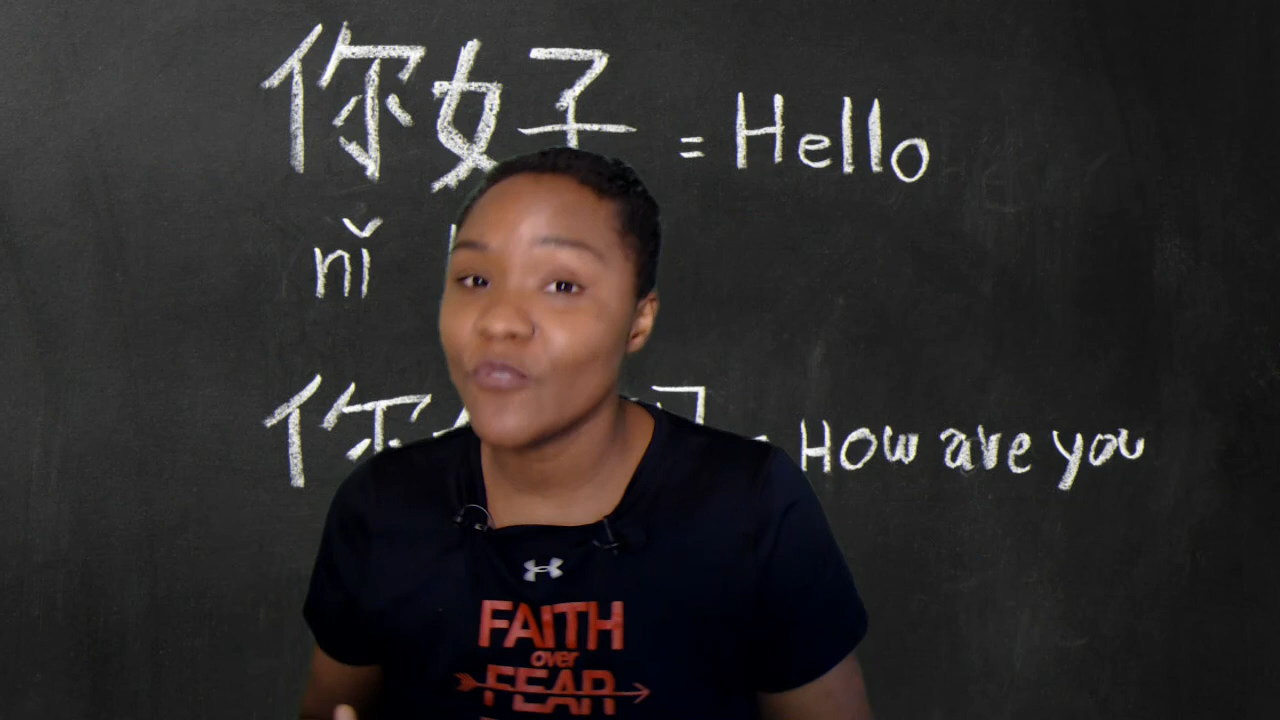 你好 = Hello
nǐ
你 = How are you
FAITH
over
FEAR